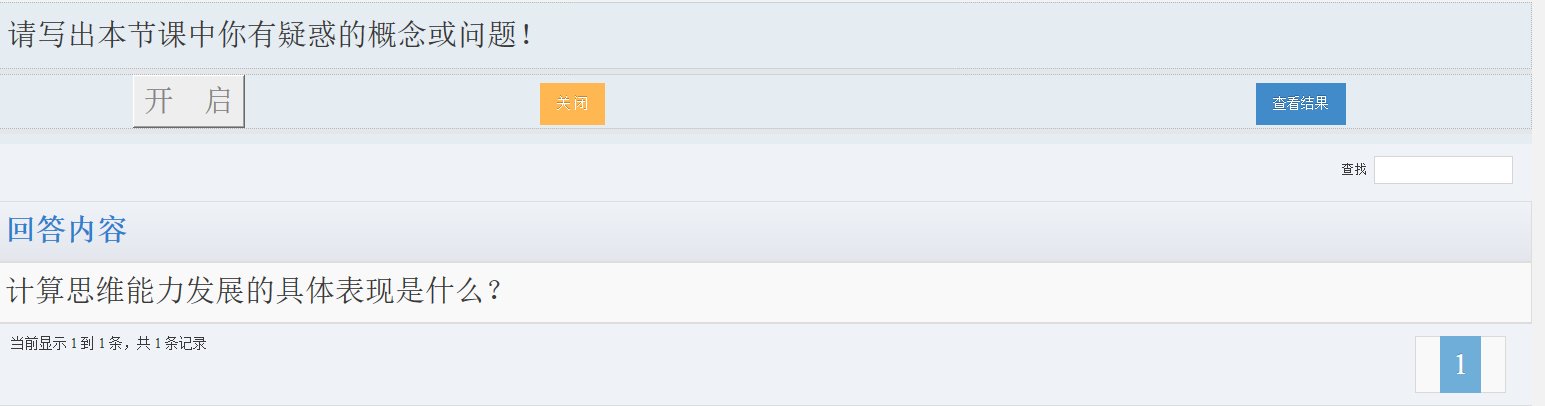 请写出本节课中你有疑惑的概念或问题！
开 启
关 闭
查看结果
查找
回答内容
计算思维能力发展的具体表现是什么？
当前显示 1 到 1 条，共 1 条记录
1